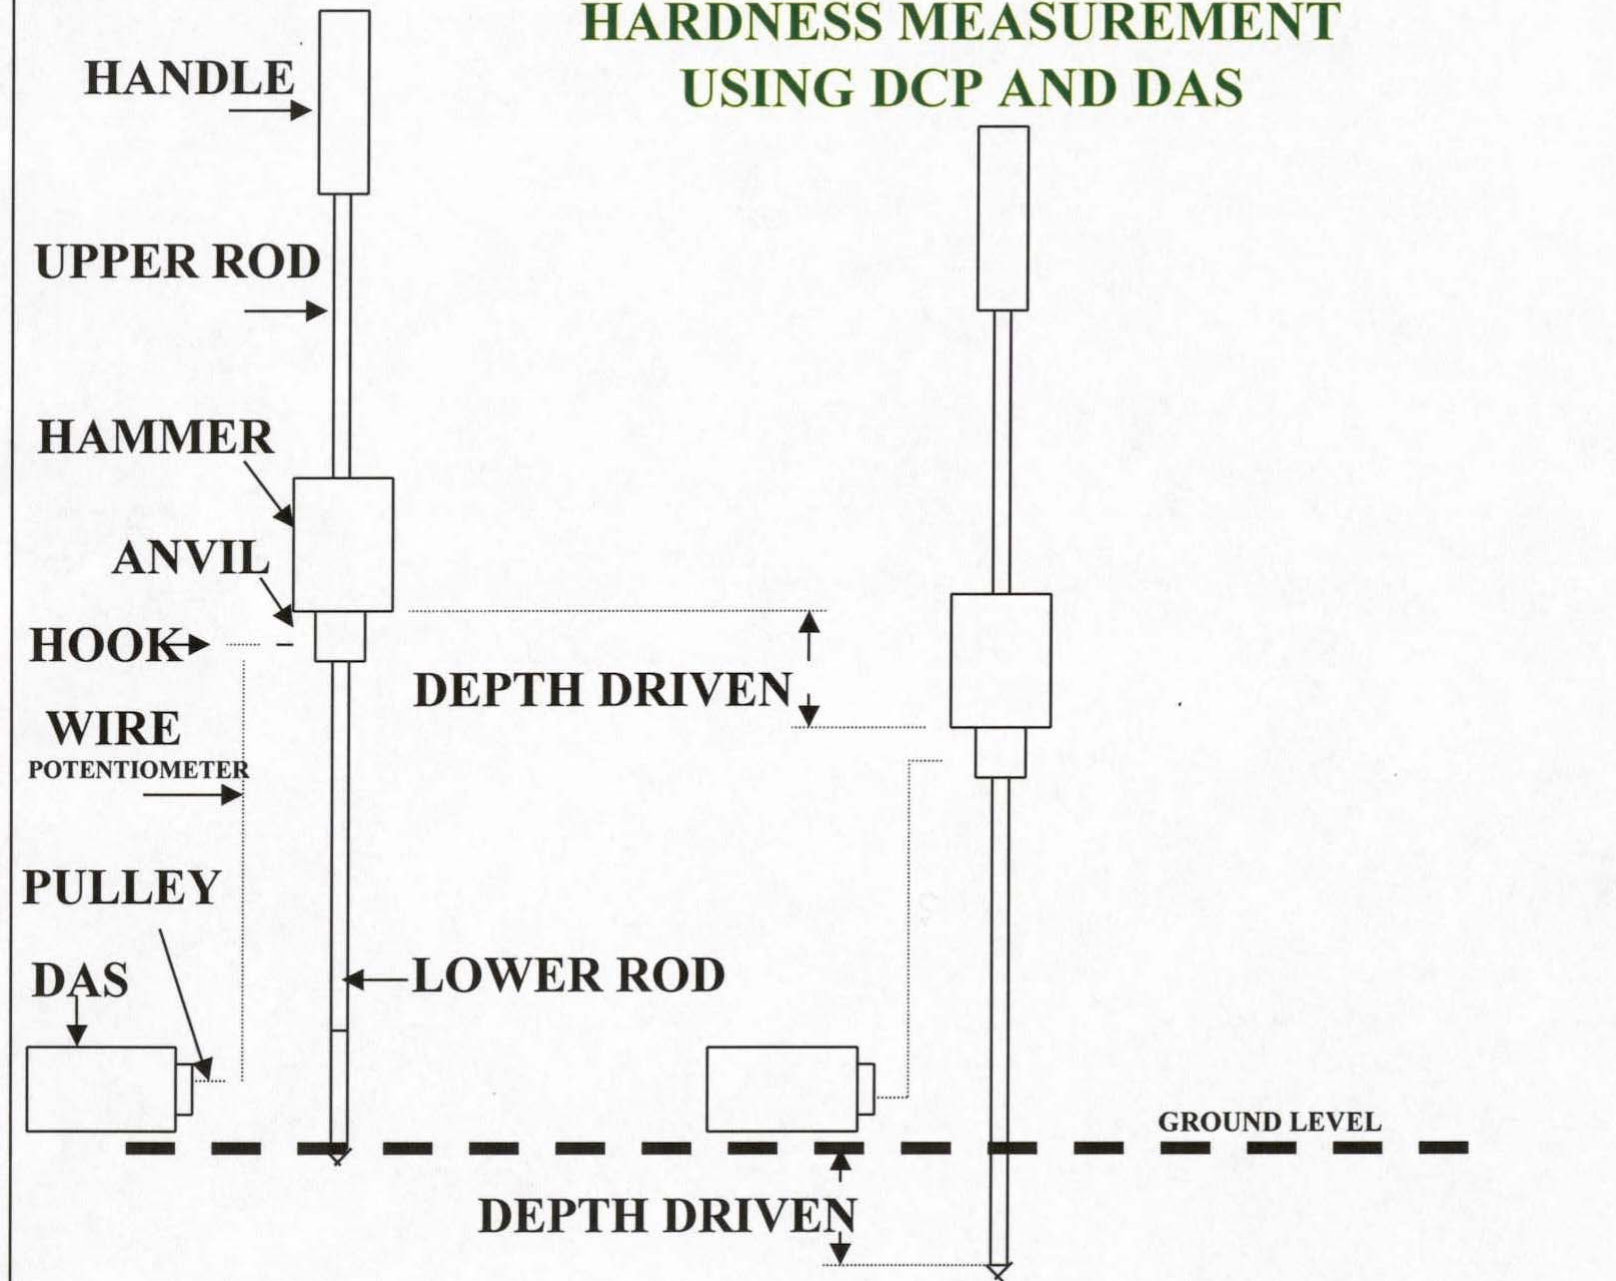 HARDNESS MEASUREMENT
USING DCP AND DAS
HANDLE
UPPER ROD
HAMMER
ANVIL
HOOK
DEPTH DRIVEN
WIRE
POTENTIOMETER
PULLEY
DAS
LOWER ROD
GROUND LEVEL
DEPTH DRIVEN